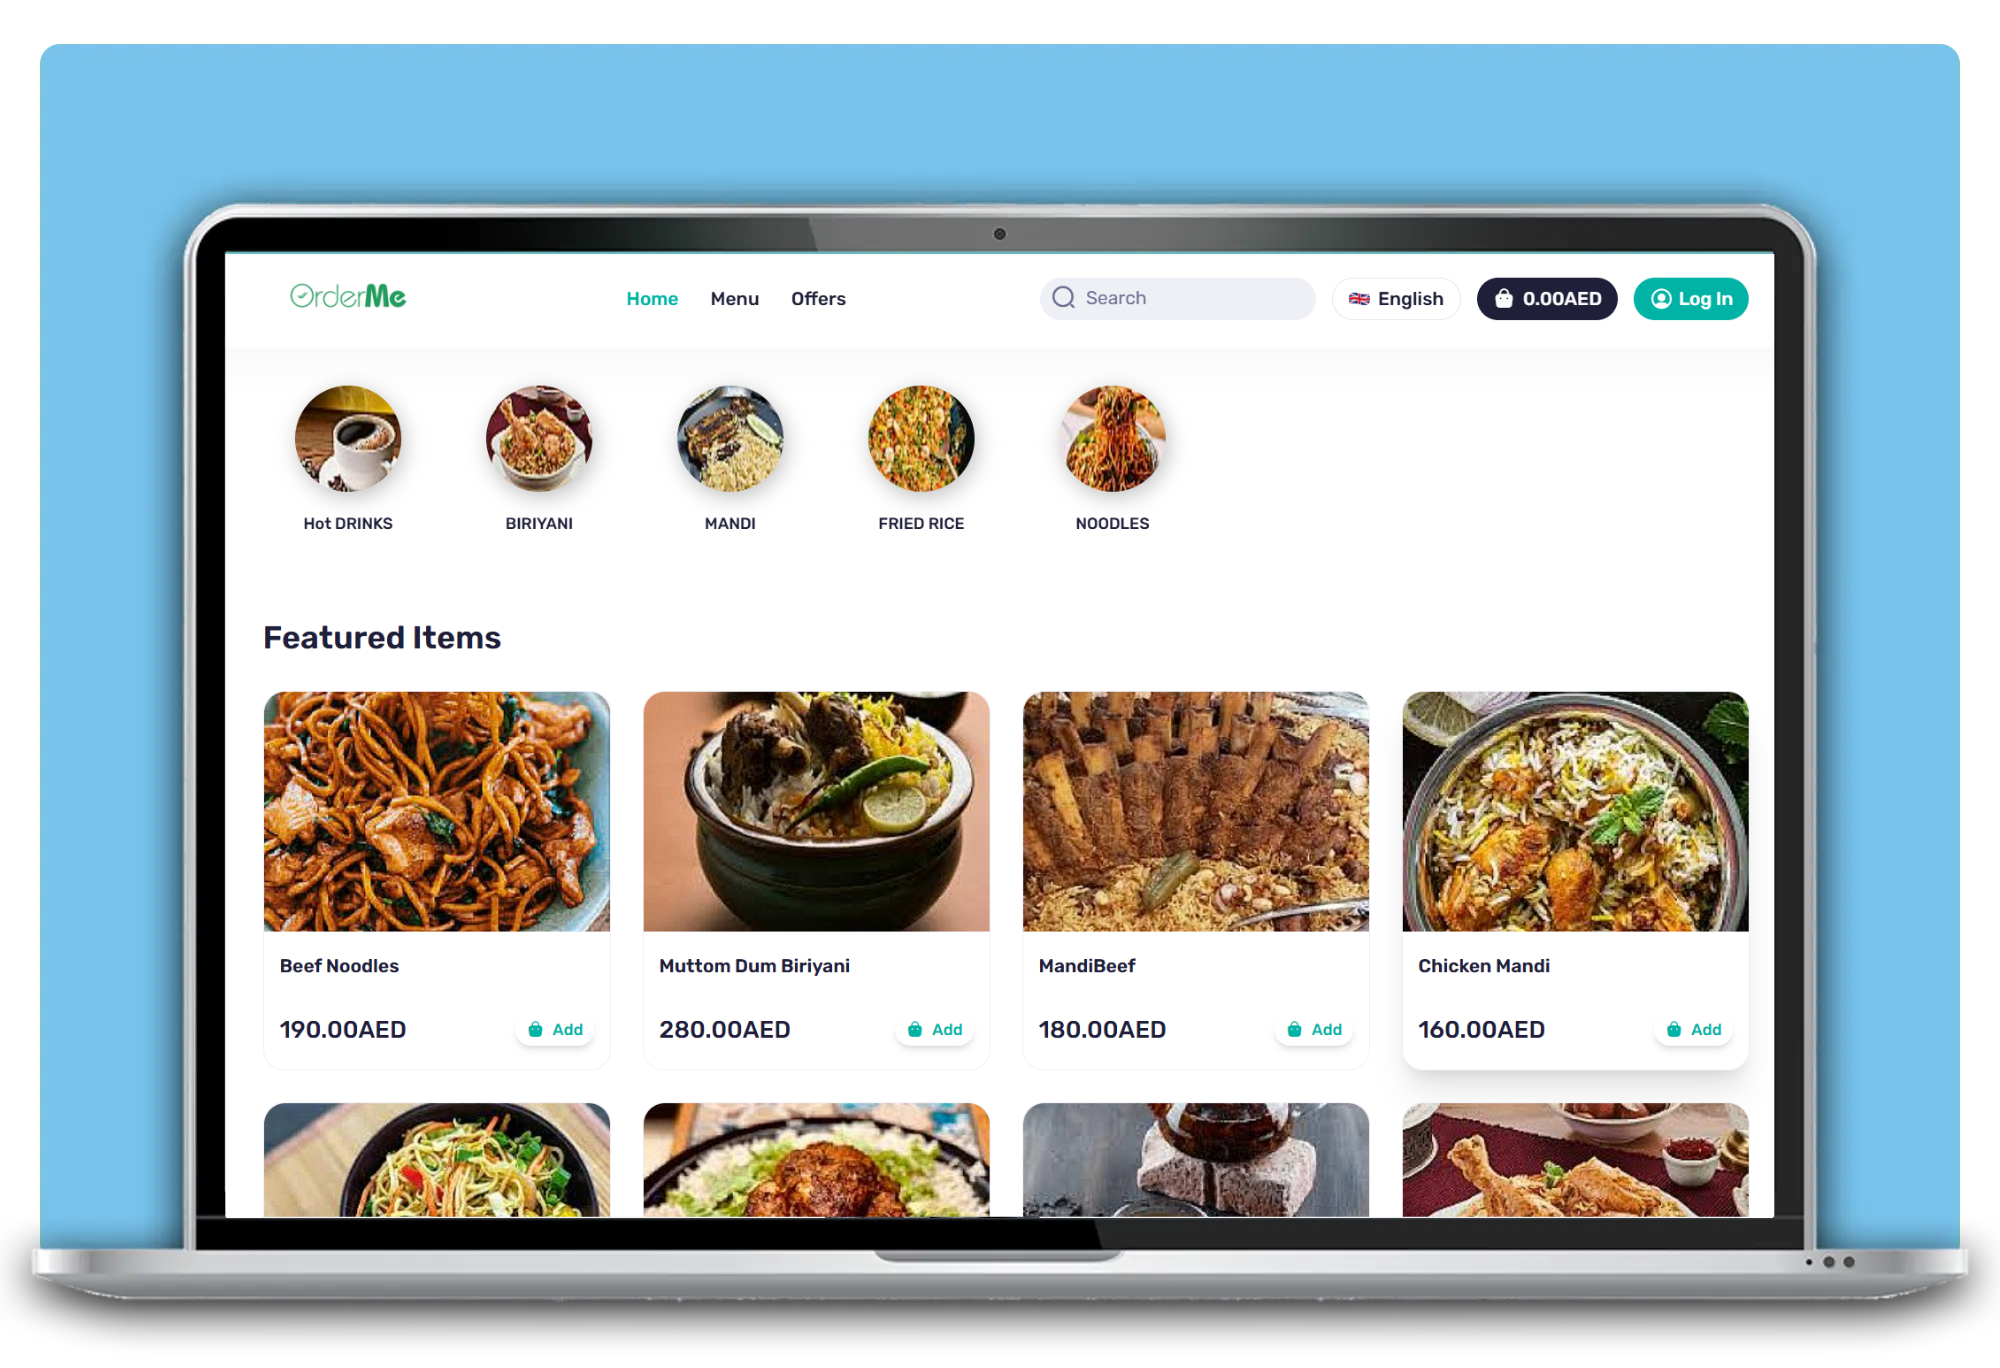 OrderMe
Home Menu Offers
Search
English
0.00AED
Log In
Hot DRINKS BIRIYANI MANDI FRIED RICE NOODLES
Featured Items
Beef Noodles
190.00AED Add
Muttom Dum Biriyani
280.00AED Add
MandiBeef
180.00AED Add
Chicken Mandi
160.00AED Add